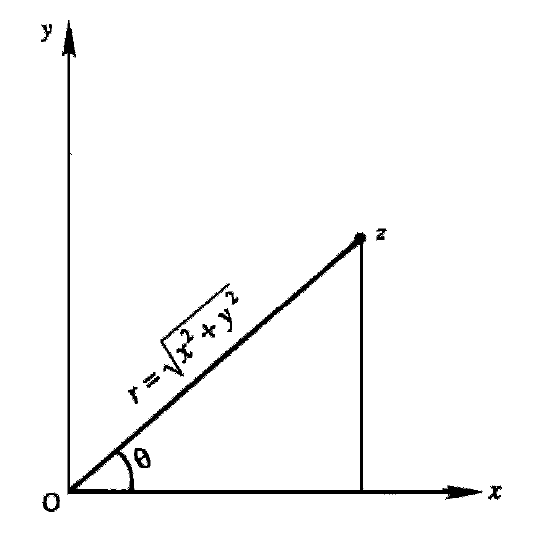 y
z
r = √x² + y²
θ
O
x